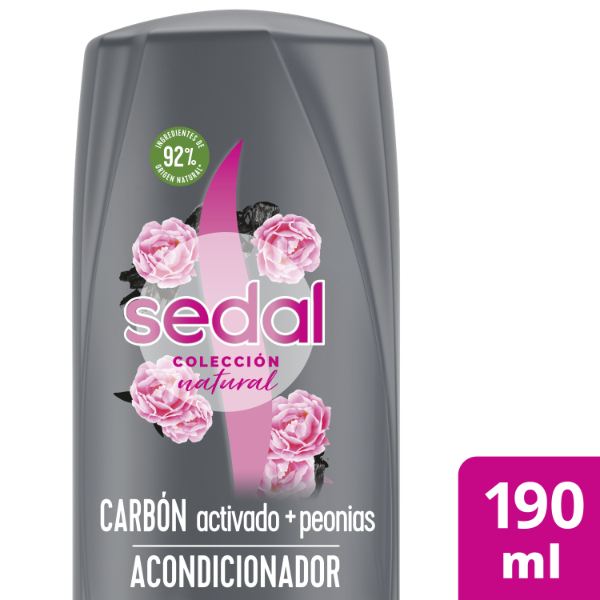 INGREDIENTES DE
92%
ORIGEN NATURAL*
sedal
COLECCIÓN
natural
CARBÓN activado + peonias
ACONDICIONADOR
190
ml